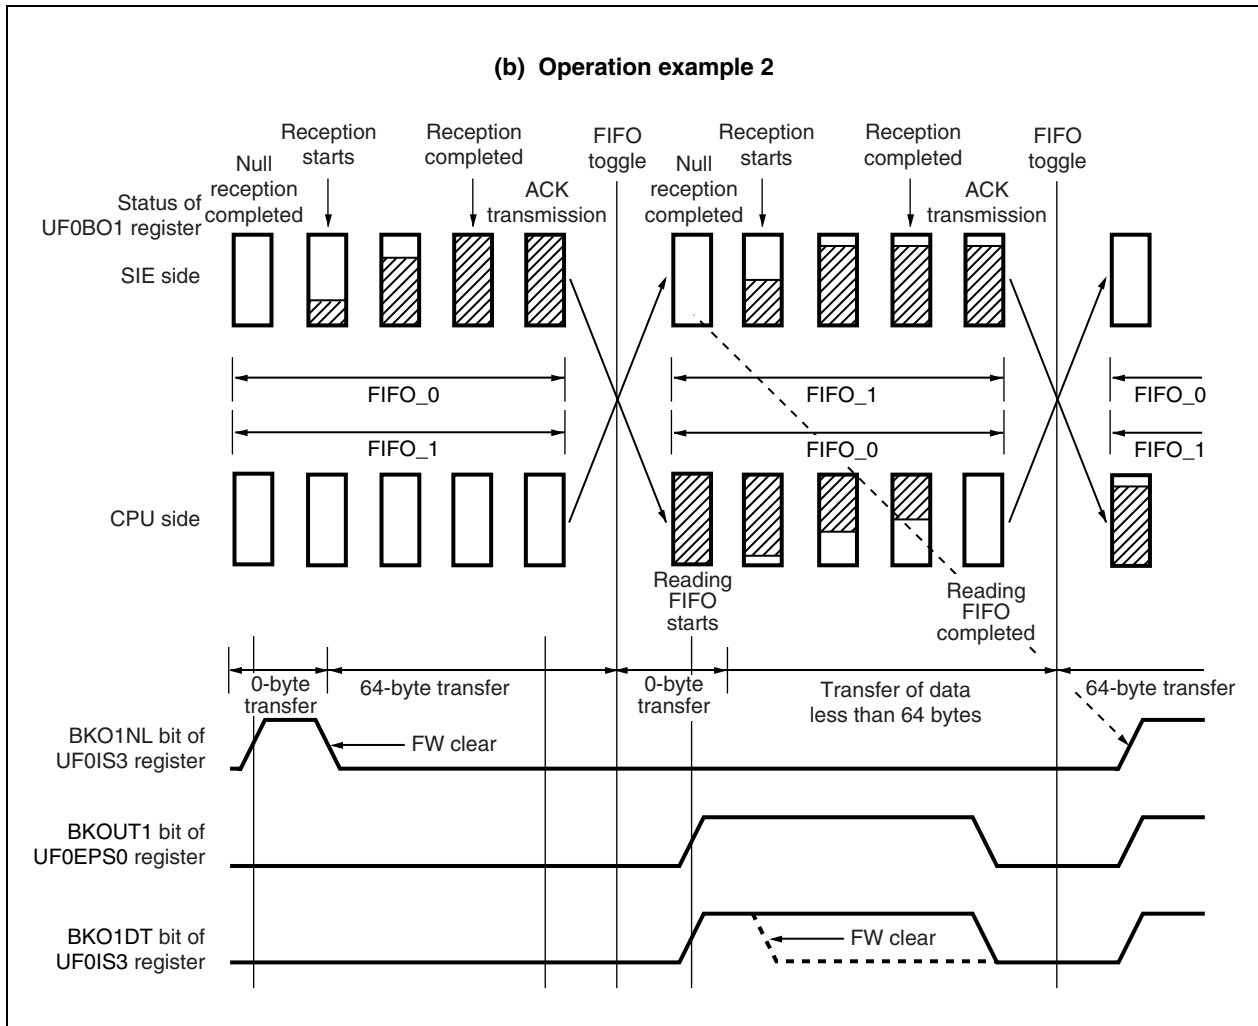 (b) Operation example 2
Status of
UF0BO1 register
Null
reception
completed
Reception
starts
Reception
completed
ACK
transmission
FIFO
toggle
Null
reception
completed
Reception
starts
Reception
completed
ACK
transmission
FIFO
toggle
SIE side
FIFO_0
FIFO_1
FIFO_0
FIFO_1
FIFO_0
FIFO_1
CPU side
Reading
FIFO
starts
Reading
FIFO
completed
0-byte
transfer
64-byte transfer
0-byte
transfer
Transfer of data
less than 64 bytes
64-byte transfer
BKO1NL bit of
UF0IS3 register
FW clear
BKOUT1 bit of
UF0EPS0 register
BKO1DT bit of
UF0IS3 register
FW clear